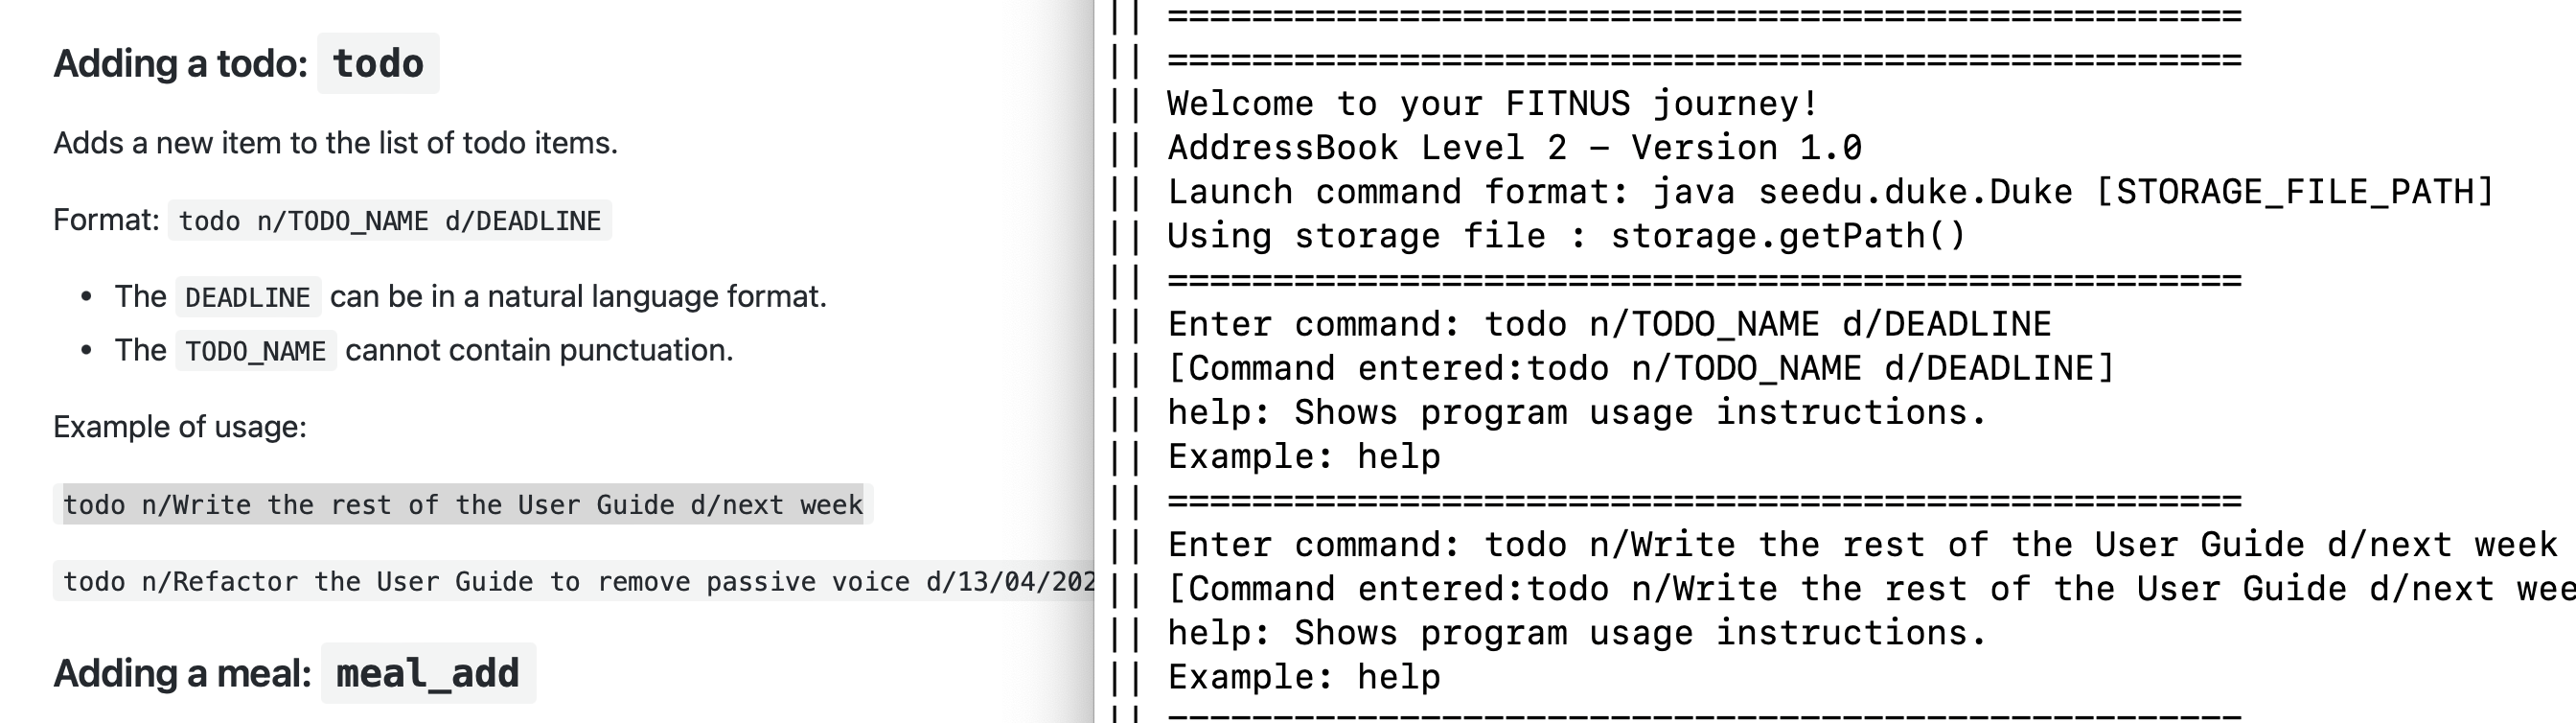 Adding a todo: todo
Adds a new item to the list of todo items.
Format: todo n/TODO_NAME d/DEADLINE
• The DEADLINE can be in a natural language format.
• The TODO_NAME cannot contain punctuation.
Example of usage:
todo n/Write the rest of the User Guide d/next week
todo n/Refactor the User Guide to remove passive voice d/13/04/202
Adding a meal: meal_add
|| ===================================================
|| ===================================================
|| Welcome to your FITNUS journey!
|| AddressBook Level 2 – Version 1.0
|| Launch command format: java seedu.duke.Duke [STORAGE_FILE_PATH]
|| Using storage file : storage.getPath()
|| ===================================================
|| Enter command: todo n/TODO_NAME d/DEADLINE
|| [Command entered:todo n/TODO_NAME d/DEADLINE]
|| help: Shows program usage instructions.
|| Example: help
|| ===================================================
|| Enter command: todo n/Write the rest of the User Guide d/next week
|| [Command entered:todo n/Write the rest of the User Guide d/next wee
|| help: Shows program usage instructions.
|| Example: help
|| ===================================================